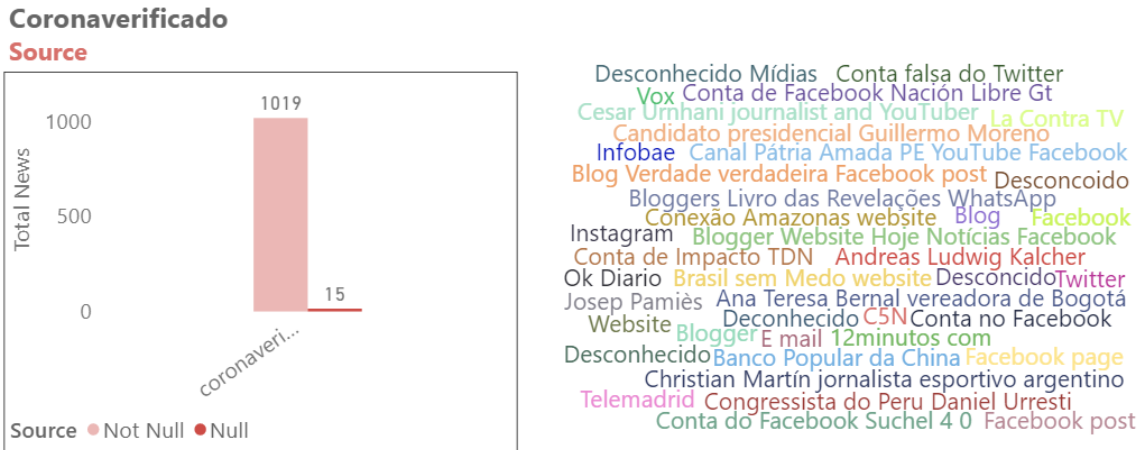 Coronaverificado
Source
1019
1000
500
0
15
Total News
coronaveri...
Source Not Null Null
Desconhecido Mídias Conta falsa do Twitter
Vox Conta de Facebook Nación Libre Gt
Cesar Umhani journalist and YouTuber La Contra TV
Candidato presidencial Guillermo Moreno
Infobae Canal Pátria Amada PE YouTube Facebook
Blog Verdade verdadeira Facebook post Desconcoido
Bloggers Livro das Revelações WhatsApp
Conexão Amazonas website Blog Facebook
Instagram Blogger Website Hoje Notícias Facebook
Conta de Impacto TDN Andreas Ludwig Kalcher
Ok Diario Brasil sem Medo website Desconcido Twitter
Josep Pamiès Ana Teresa Bernal vereadora de Bogotá
Website Deconhecido C5N Conta no Facebook
Blogger E mail 12minutos com
Desconhecido Banco Popular da China Facebook page
Christian Martín jornalista esportivo argentino
Telemadrid Congressista do Peru Daniel Urresti
Conta do Facebook Suchel 4 0 Facebook post